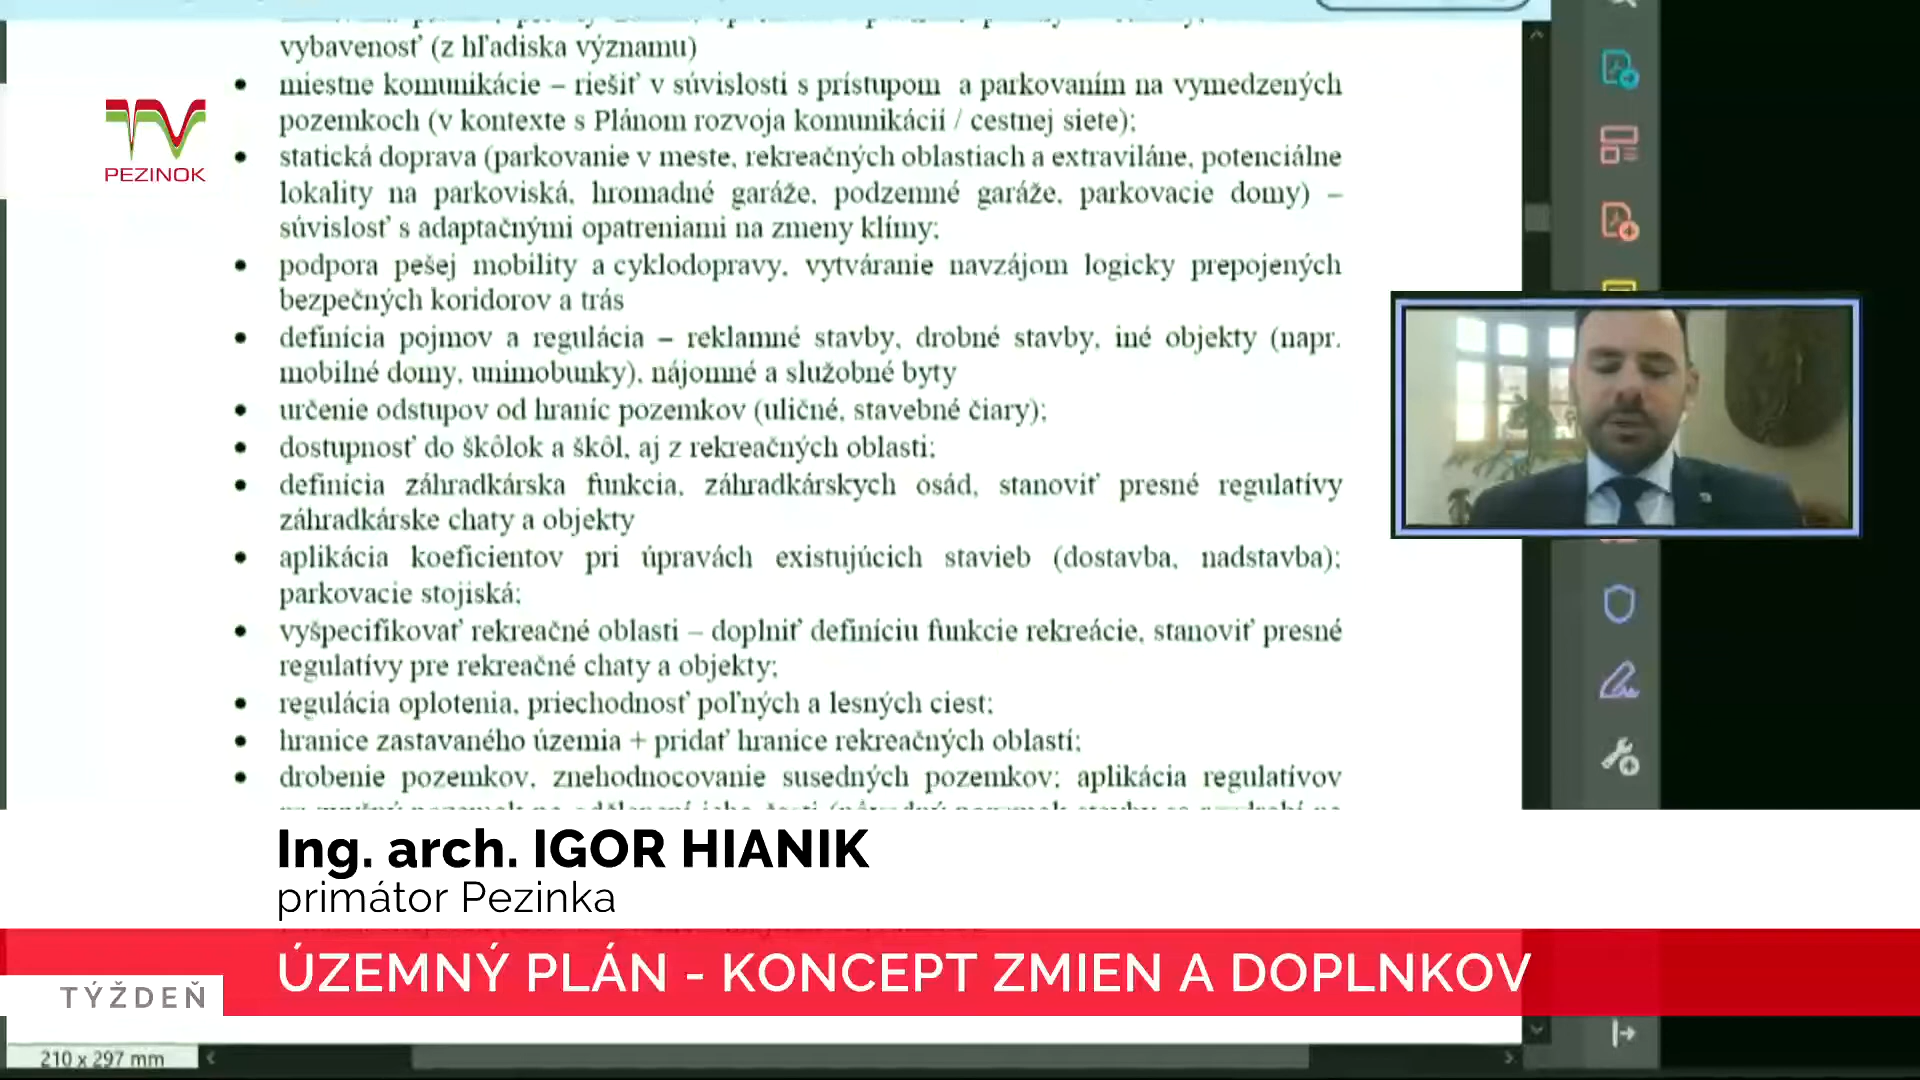 vybavenosť (z hľadiska významu)
• miestne komunikácie – riešiť v súvislosti s prístupom a parkovaním na vymedzených
pozemkoch (v kontexte s Plánom rozvoja komunikácií / cestnej siete);
• statická doprava (parkovanie v meste, rekreačných oblastiach a extraviláne, potenciálne
lokality na parkoviská, hromadné garáže, podzemné garáže, parkovacie domy) –
súvislosť s adaptačnými opatreniami na zmeny klímy;
• podpora pešej mobility a cyklodopravy, vytváranie navzájom logicky prepojených
bezpečných koridorov a trás
• definícia pojmov a regulácia – reklamné stavby, drobné stavby, iné objekty (napr.
mobilné domy, unimobunky), nájomné a služobné byty
• určenie odstupov od hraníc pozemkov (uličné, stavebné čiary);
• dostupnosť do škôlok a škôl, aj z rekreačných oblasti;
• definícia záhradkárska funkcia, záhradkárskych osád, stanoviť presné regulatívy
záhradkárske chaty a objekty
• aplikácia koeficientov pri úpravách existujúcich stavieb (dostavba, nadstavba);
parkovacie stojiská;
• vyšpecifikovať rekreačné oblasti – doplniť definíciu funkcie rekreácie, stanoviť presné
regulatívy pre rekreačné chaty a objekty;
• regulácia oplotenia, priechodnosť poľných a lesných ciest;
• hranice zastavaného územia + pridať hranice rekreačných oblastí;
• drobenie pozemkov, znehodnocovanie susedných pozemkov; aplikácia regulatívov
TV
PEZINOK
Ing. arch. IGOR HIANIK
primátor Pezinka
ÚZEMNÝ PLÁN - KONCEPT ZMIEN A DOPLNKOV
TÝŽDEŇ
210 x 297 mm